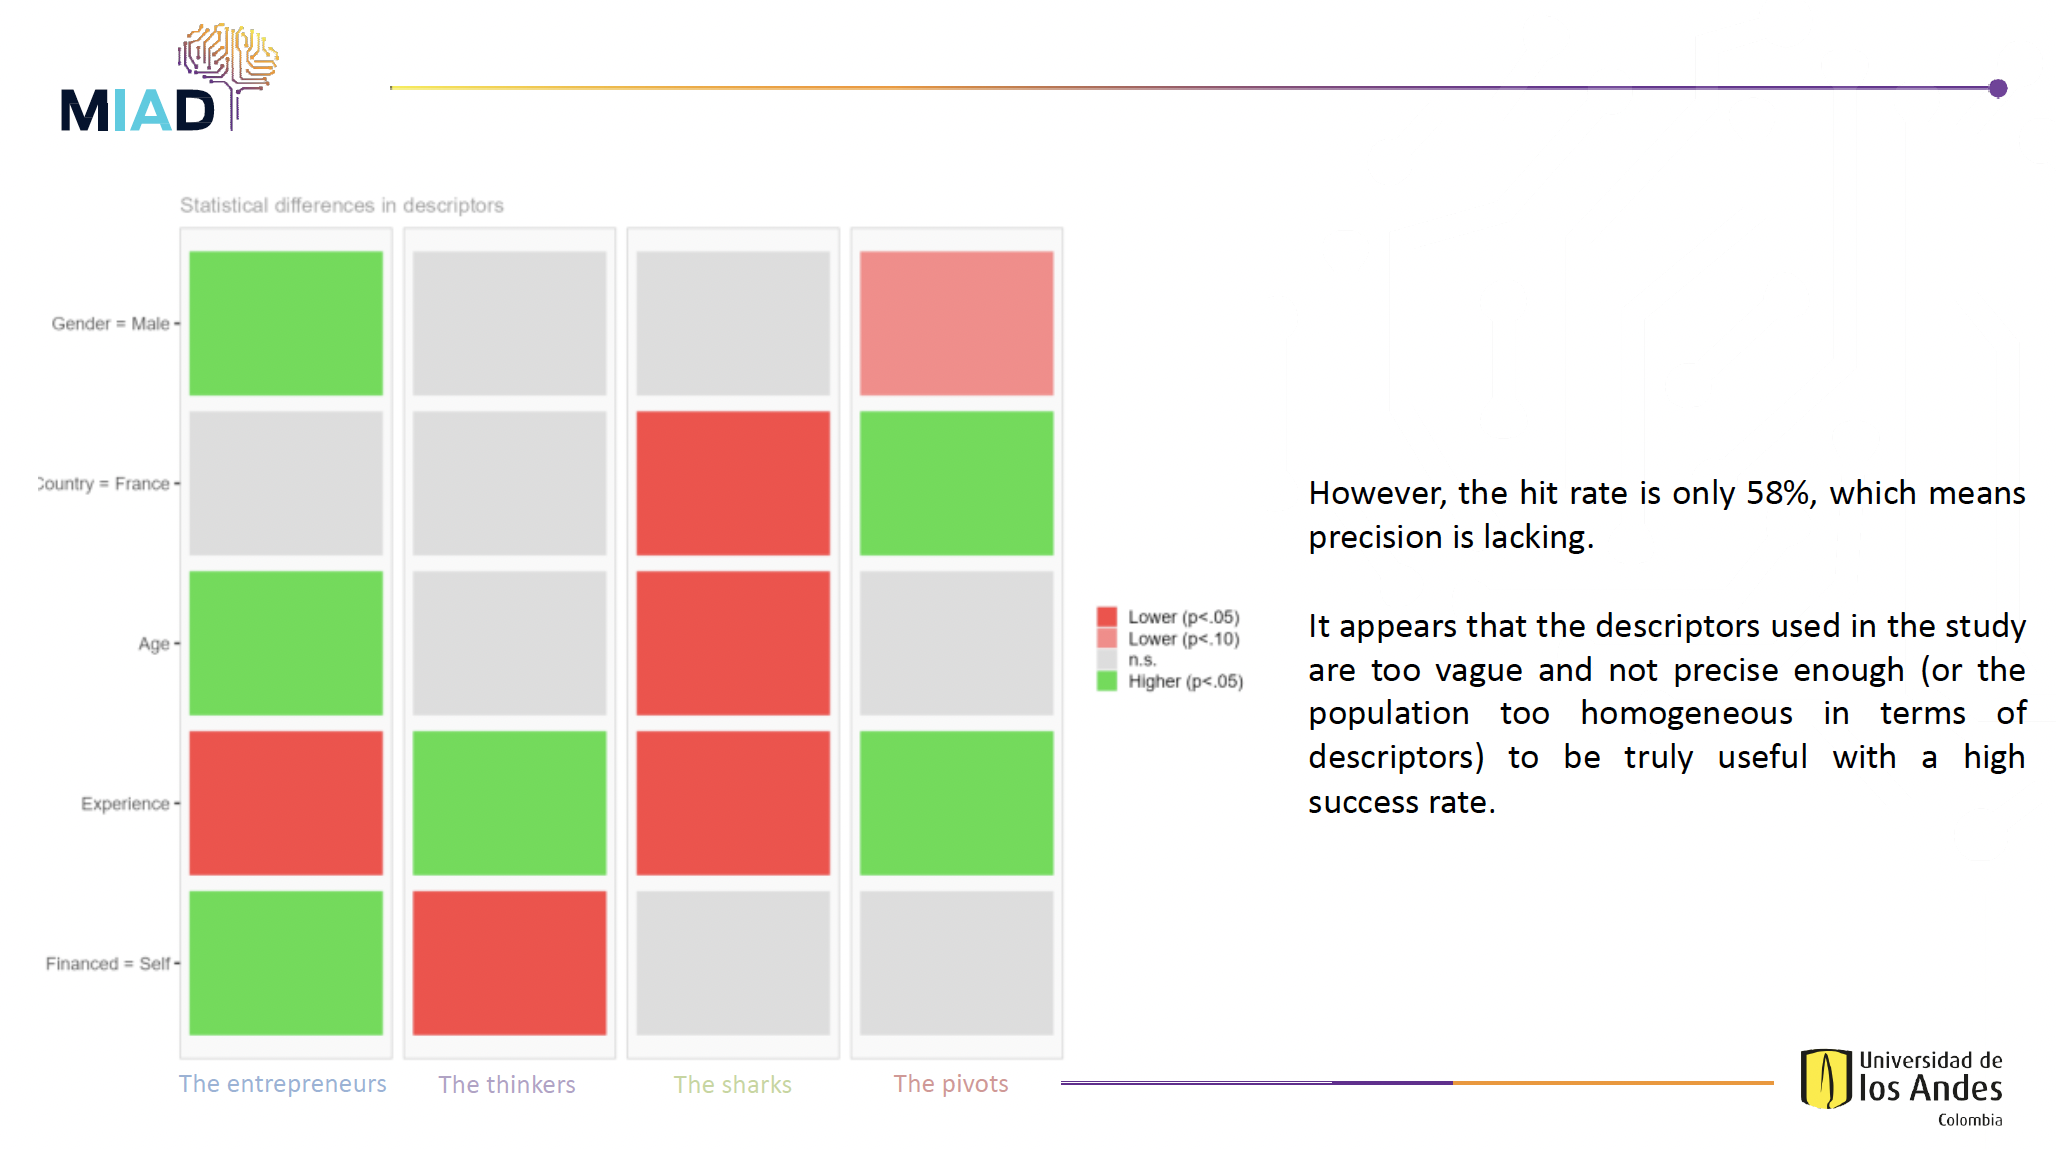 MIAD
Statistical differences in descriptors
Gender = Male
Country = France
Age
Experience
Financed = Self
The entrepreneurs
The thinkers
The sharks
The pivots
Lower (p<.05)
Lower (p<.10)
n.s.
Higher (p<.05)
However, the hit rate is only 58%, which means
precision is lacking.
It appears that the descriptors used in the study
are too vague and not precise enough (or the
population too homogeneous in terms of
descriptors) to be truly useful with a high
success rate.
Universidad de
los Andes
Colombia